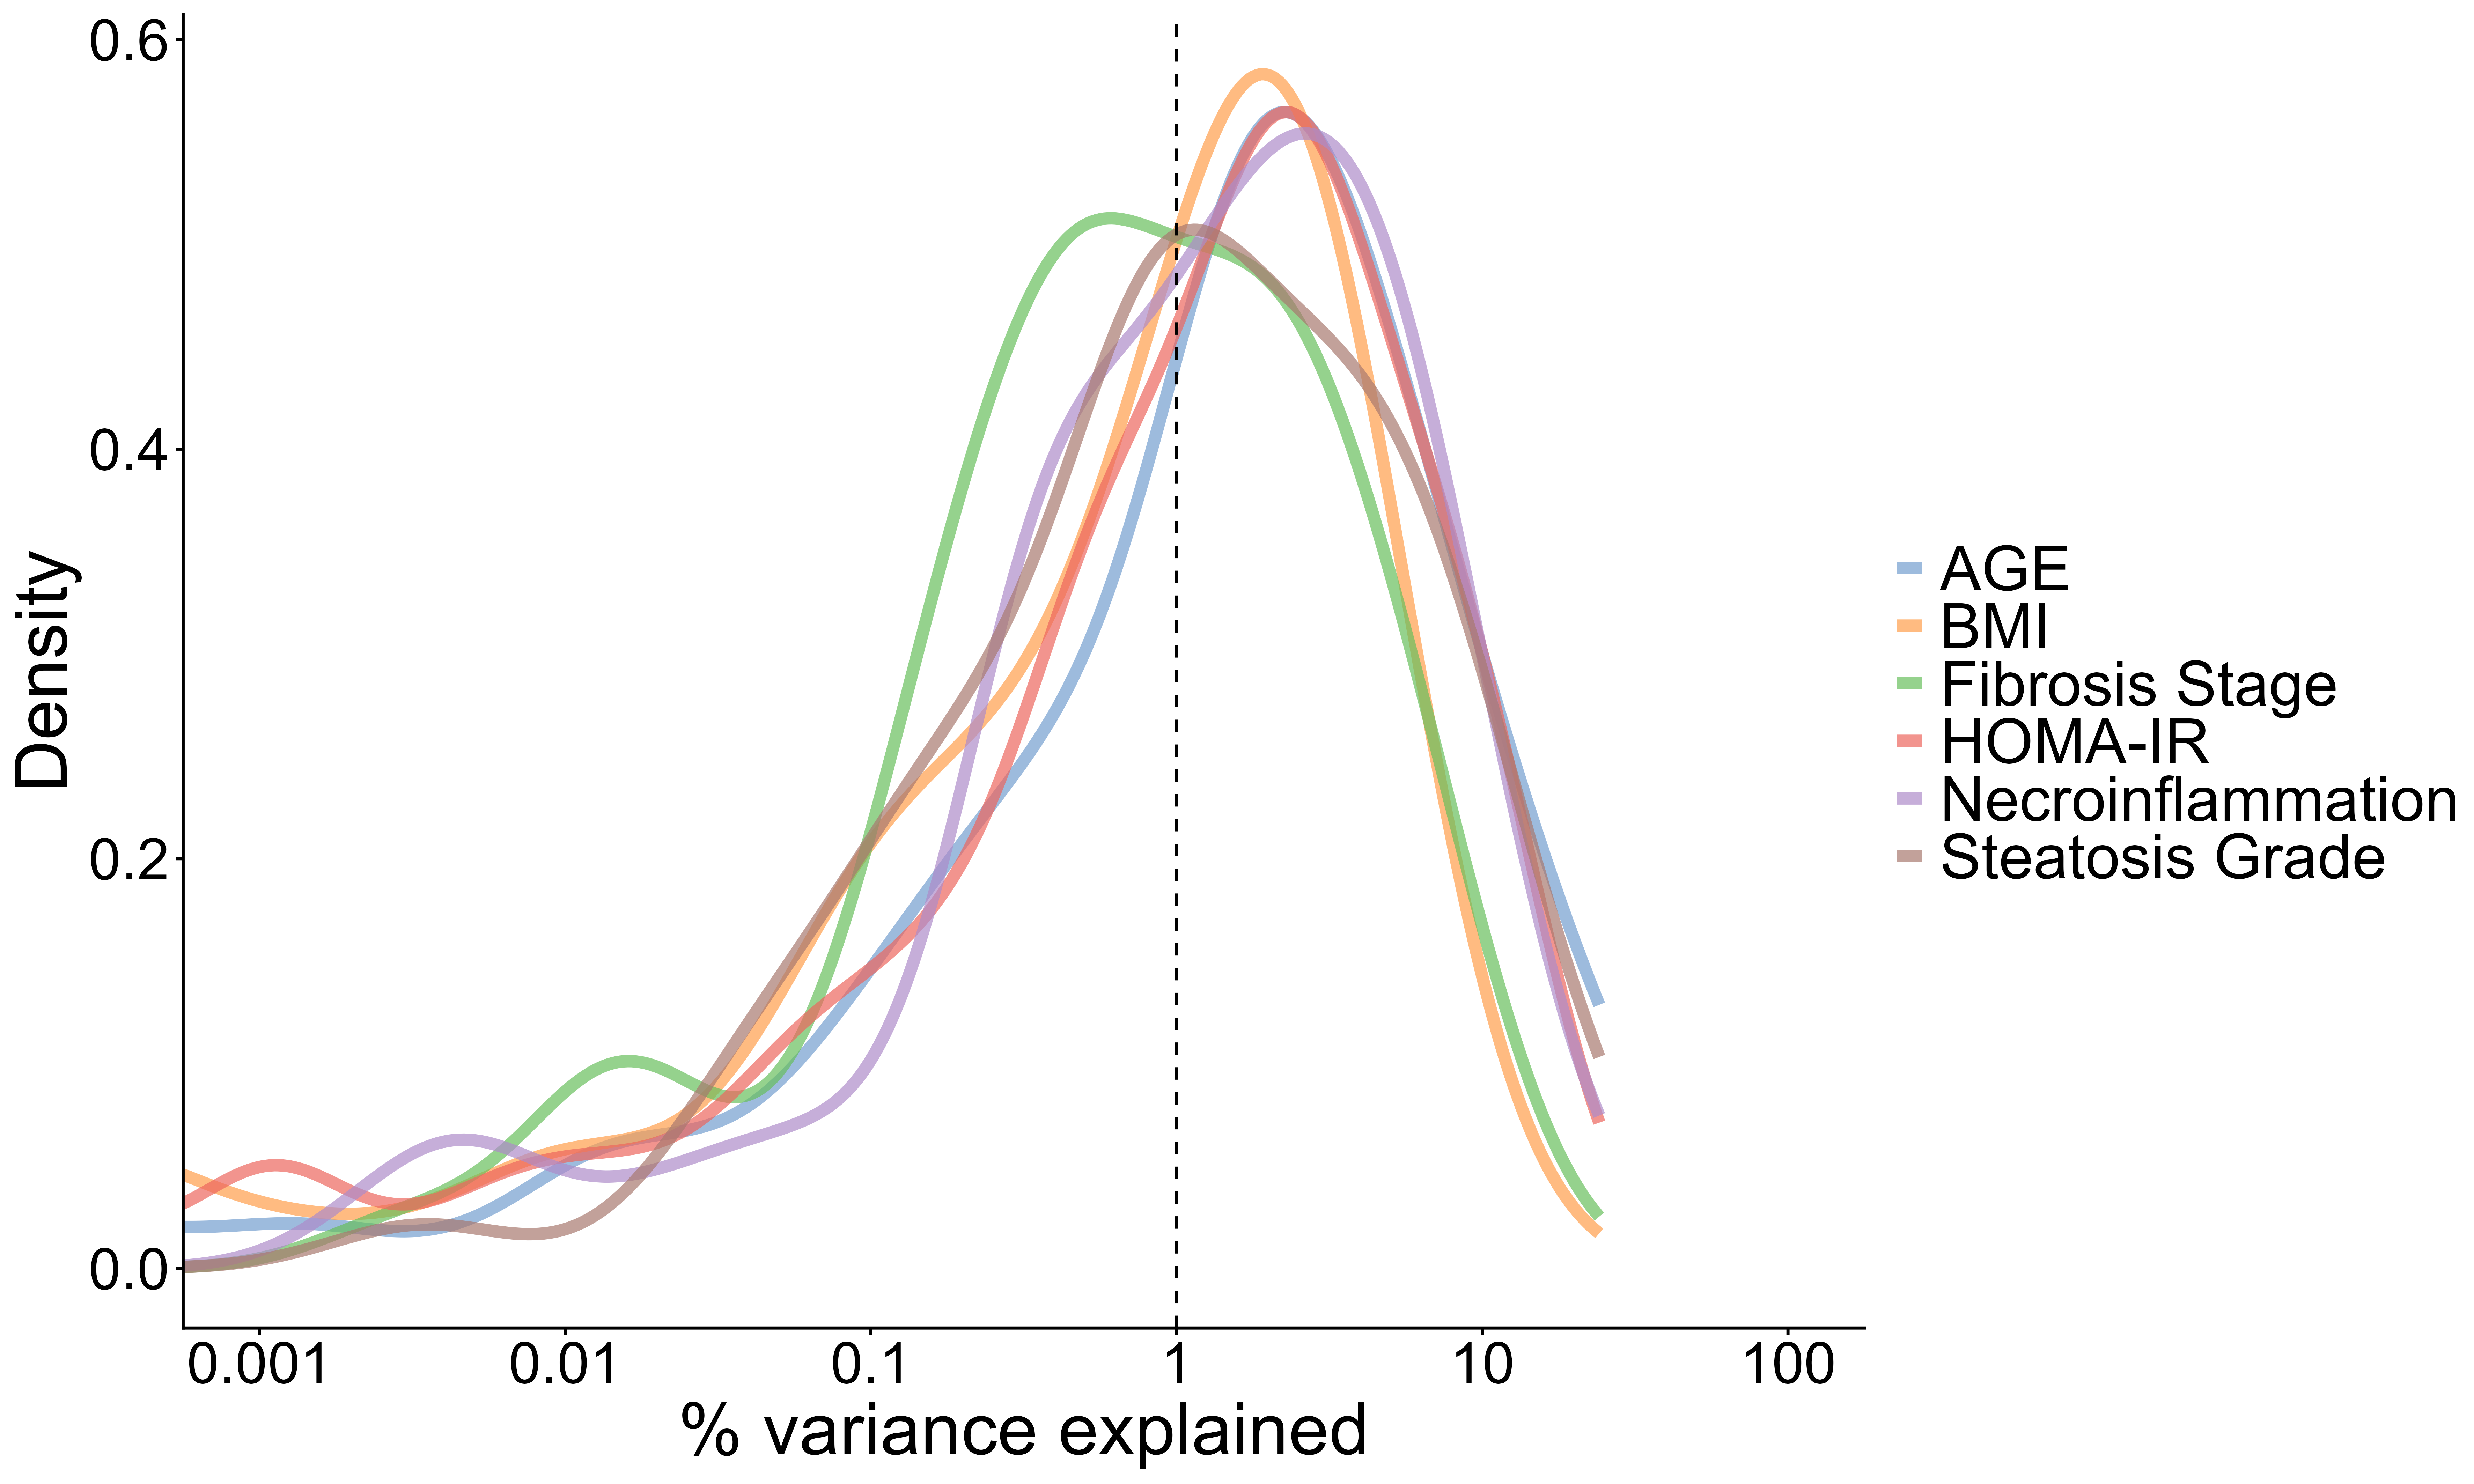 0.6
0.4
0.2
0.0
Density
0.001
0.01
0.1
1
10
100
% variance explained
AGE
BMI
Fibrosis Stage
HOMA-IR
Necroinflammation
Steatosis Grade